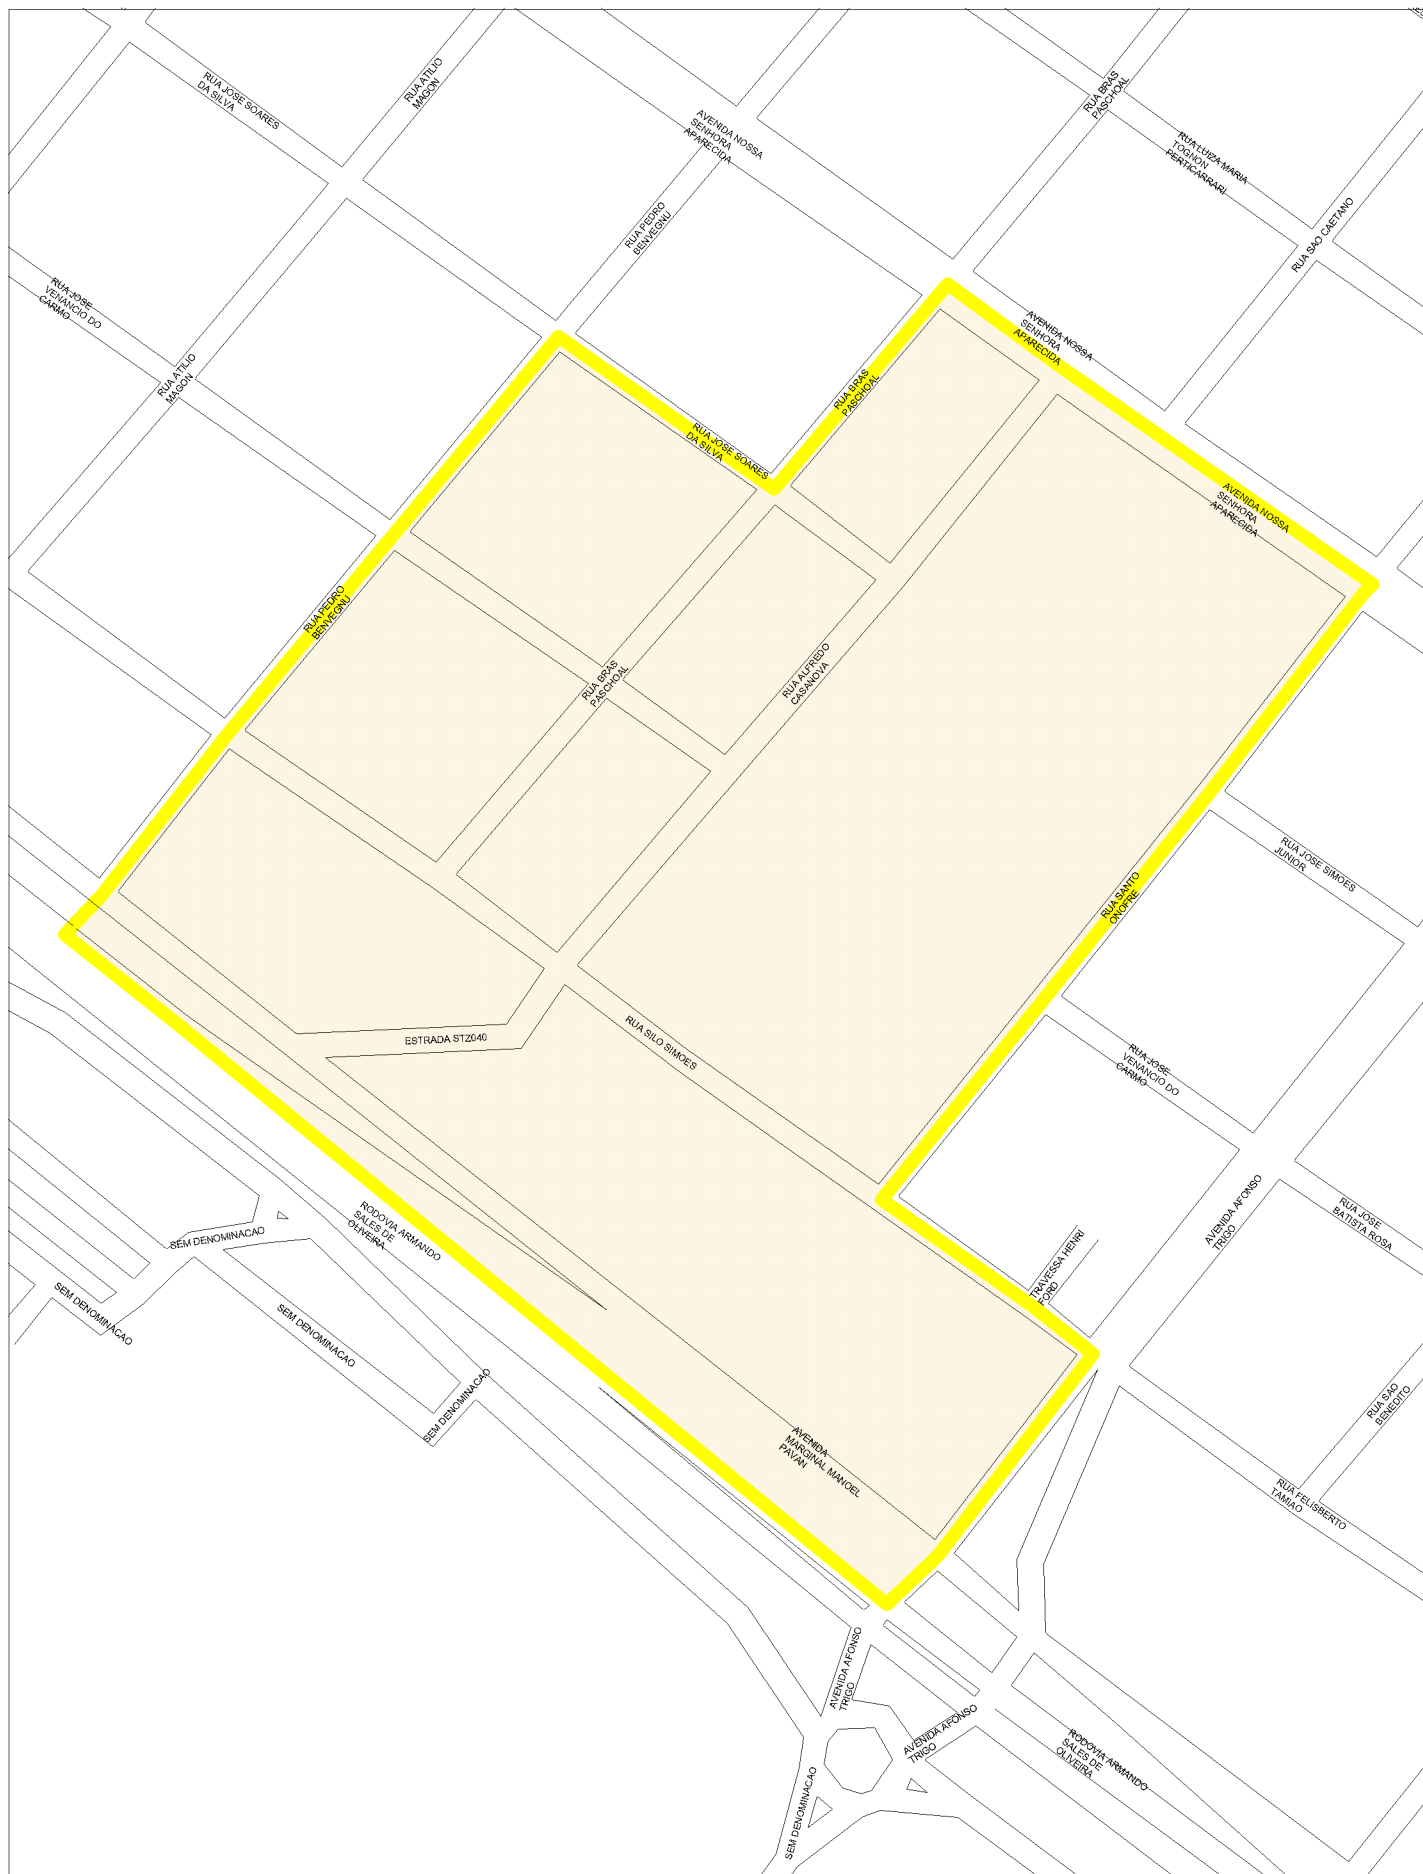 RUA JOSE SOARES
DA SILVA
RUA ATILIO
MAGON
AVENIDA NOSSA
SENHORA
APARECIDA
RUA BRAS
PASCHOAL
RUA LUIZA MARIA
TOGNON
PERTICARRARI
RUA SAO CAETANO
RUA PEDRO
BENVEGNU
RUA JOSE
VENANCIO DO
CARMO
RUA ATILIO
MAGON
AVENIDA NOSSA
SENHORA
APARECIDA
RUA BRAS
PASCHOAL
RUA JOSE SOARES
DA SILVA
AVENIDA NOSSA
SENHORA
APARECIDA
RUA PEDRO
BENVEGNU
RUA BRAS
PASCHOAL
RUA ALFREDO
CASANOVA
RUA SANTO
ONOFRE
RUA JOSE SIMOES
JUNIOR
ESTRADA STZ040
RUA SILO SIMOES
RUA JOSE
VENANCIO DO
CARMO
AVENIDA AFONSO
TRIGO
RUA JOSE
BATISTA ROSA
TRAVESSA HENRI
FORD
RODOVIA ARMANDO
SALES DE
OLIVEIRA
SEM DENOMINACAO
SEM DENOMINACAO
SEM DENOMINACAO
SEM DENOMINACAO
RUA SAO
BENEDITO
AVENIDA
MARGINAL MANOEL
PAVAN
RUA FELISBERTO
TAMIAO
AVENIDA AFONSO
TRIGO
AVENIDA AFONSO
TRIGO
RODOVIA ARMANDO
SALES DE
OLIVEIRA
SEM DENOMINACAO